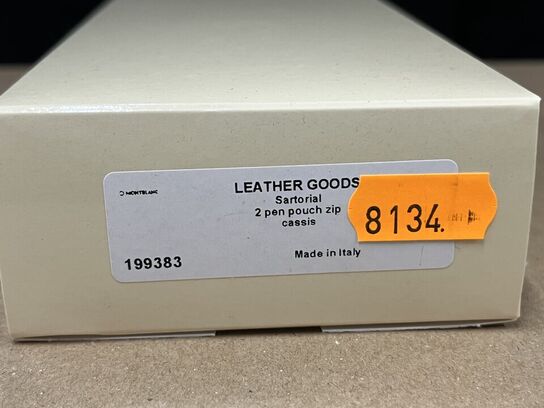 MONTBLANC
LEATHER GOODS
Sartorial
2 pen pouch zip
cassis
199383
Made in Italy
8134.